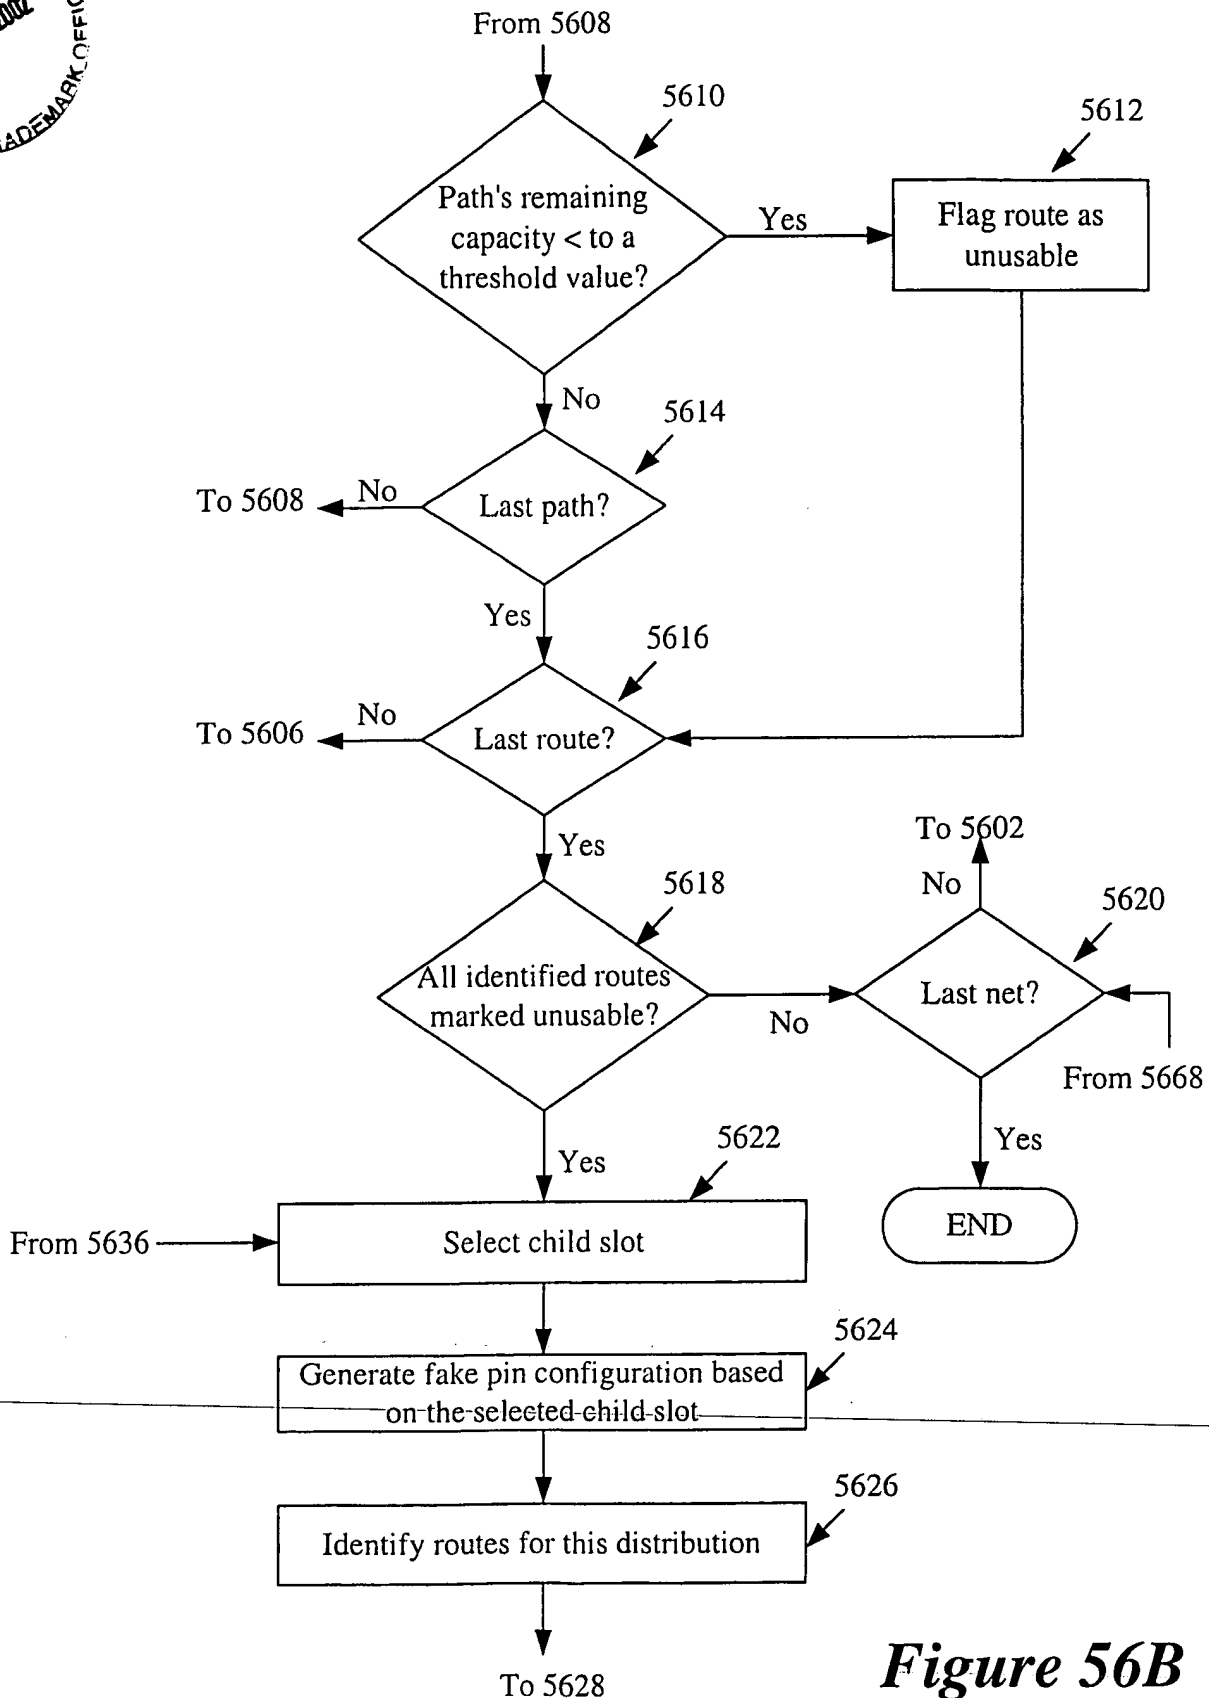 2002
TRADEMARK OFFIC
From 5608
5610
5612
Path's remaining
capacity < to a
threshold value?
Yes
Flag route as
unusable
No
5614
To 5608
No
Last path?
Yes
5616
To 5606
No
Last route?
Yes
To 5602
No
5618
5620
All identified routes
marked unusable?
No
Last net?
From 5668
Yes
5622
Yes
From 5636
Select child slot
END
5624
Generate fake pin configuration based
on the selected child slot
5626
Identify routes for this distribution
To 5628
Figure 56B